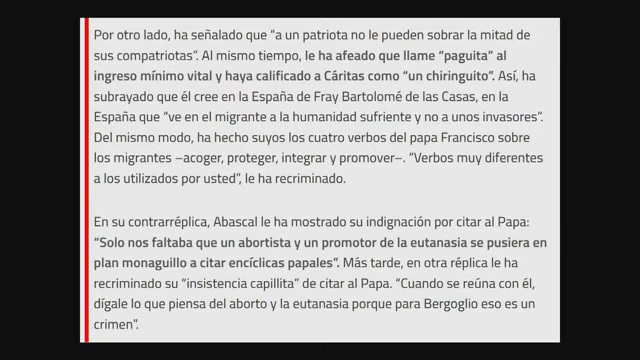 Por otro lado, ha señalado que “a un patriota no le pueden sobrar la mitad de
sus compatriotas”. Al mismo tiempo, le ha afeado que llame “paguita” al
ingreso mínimo vital y haya calificado a Cáritas como “un chiringuito”. Así, ha
subrayado que él cree en la España de Fray Bartolomé de las Casas, en la
España que “ve en el migrante a la humanidad sufriente y no a unos invasores”.
Del mismo modo, ha hecho suyos los cuatro verbos del papa Francisco sobre
los migrantes –acoger, proteger, integrar y promover–. “Verbos muy diferentes
a los utilizados por usted”, le ha recriminado.
En su contrarréplica, Abascal le ha mostrado su indignación por citar al Papa:
“Solo nos faltaba que un abortista y un promotor de la eutanasia se pusiera en
plan monaguillo a citar encíclicas papales”. Más tarde, en otra réplica le ha
recriminado su “insistencia capillita” de citar al Papa. “Cuando se reúna con él,
dígale lo que piensa del aborto y la eutanasia porque para Bergoglio eso es un
crimen”.